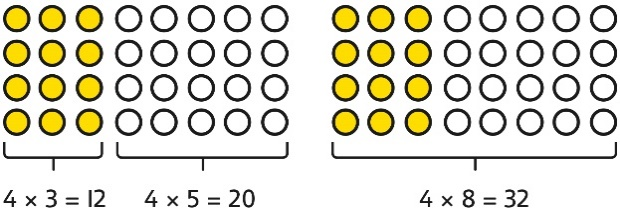 4 × 3 = 12
4 × 5 = 20
4 × 8 = 32